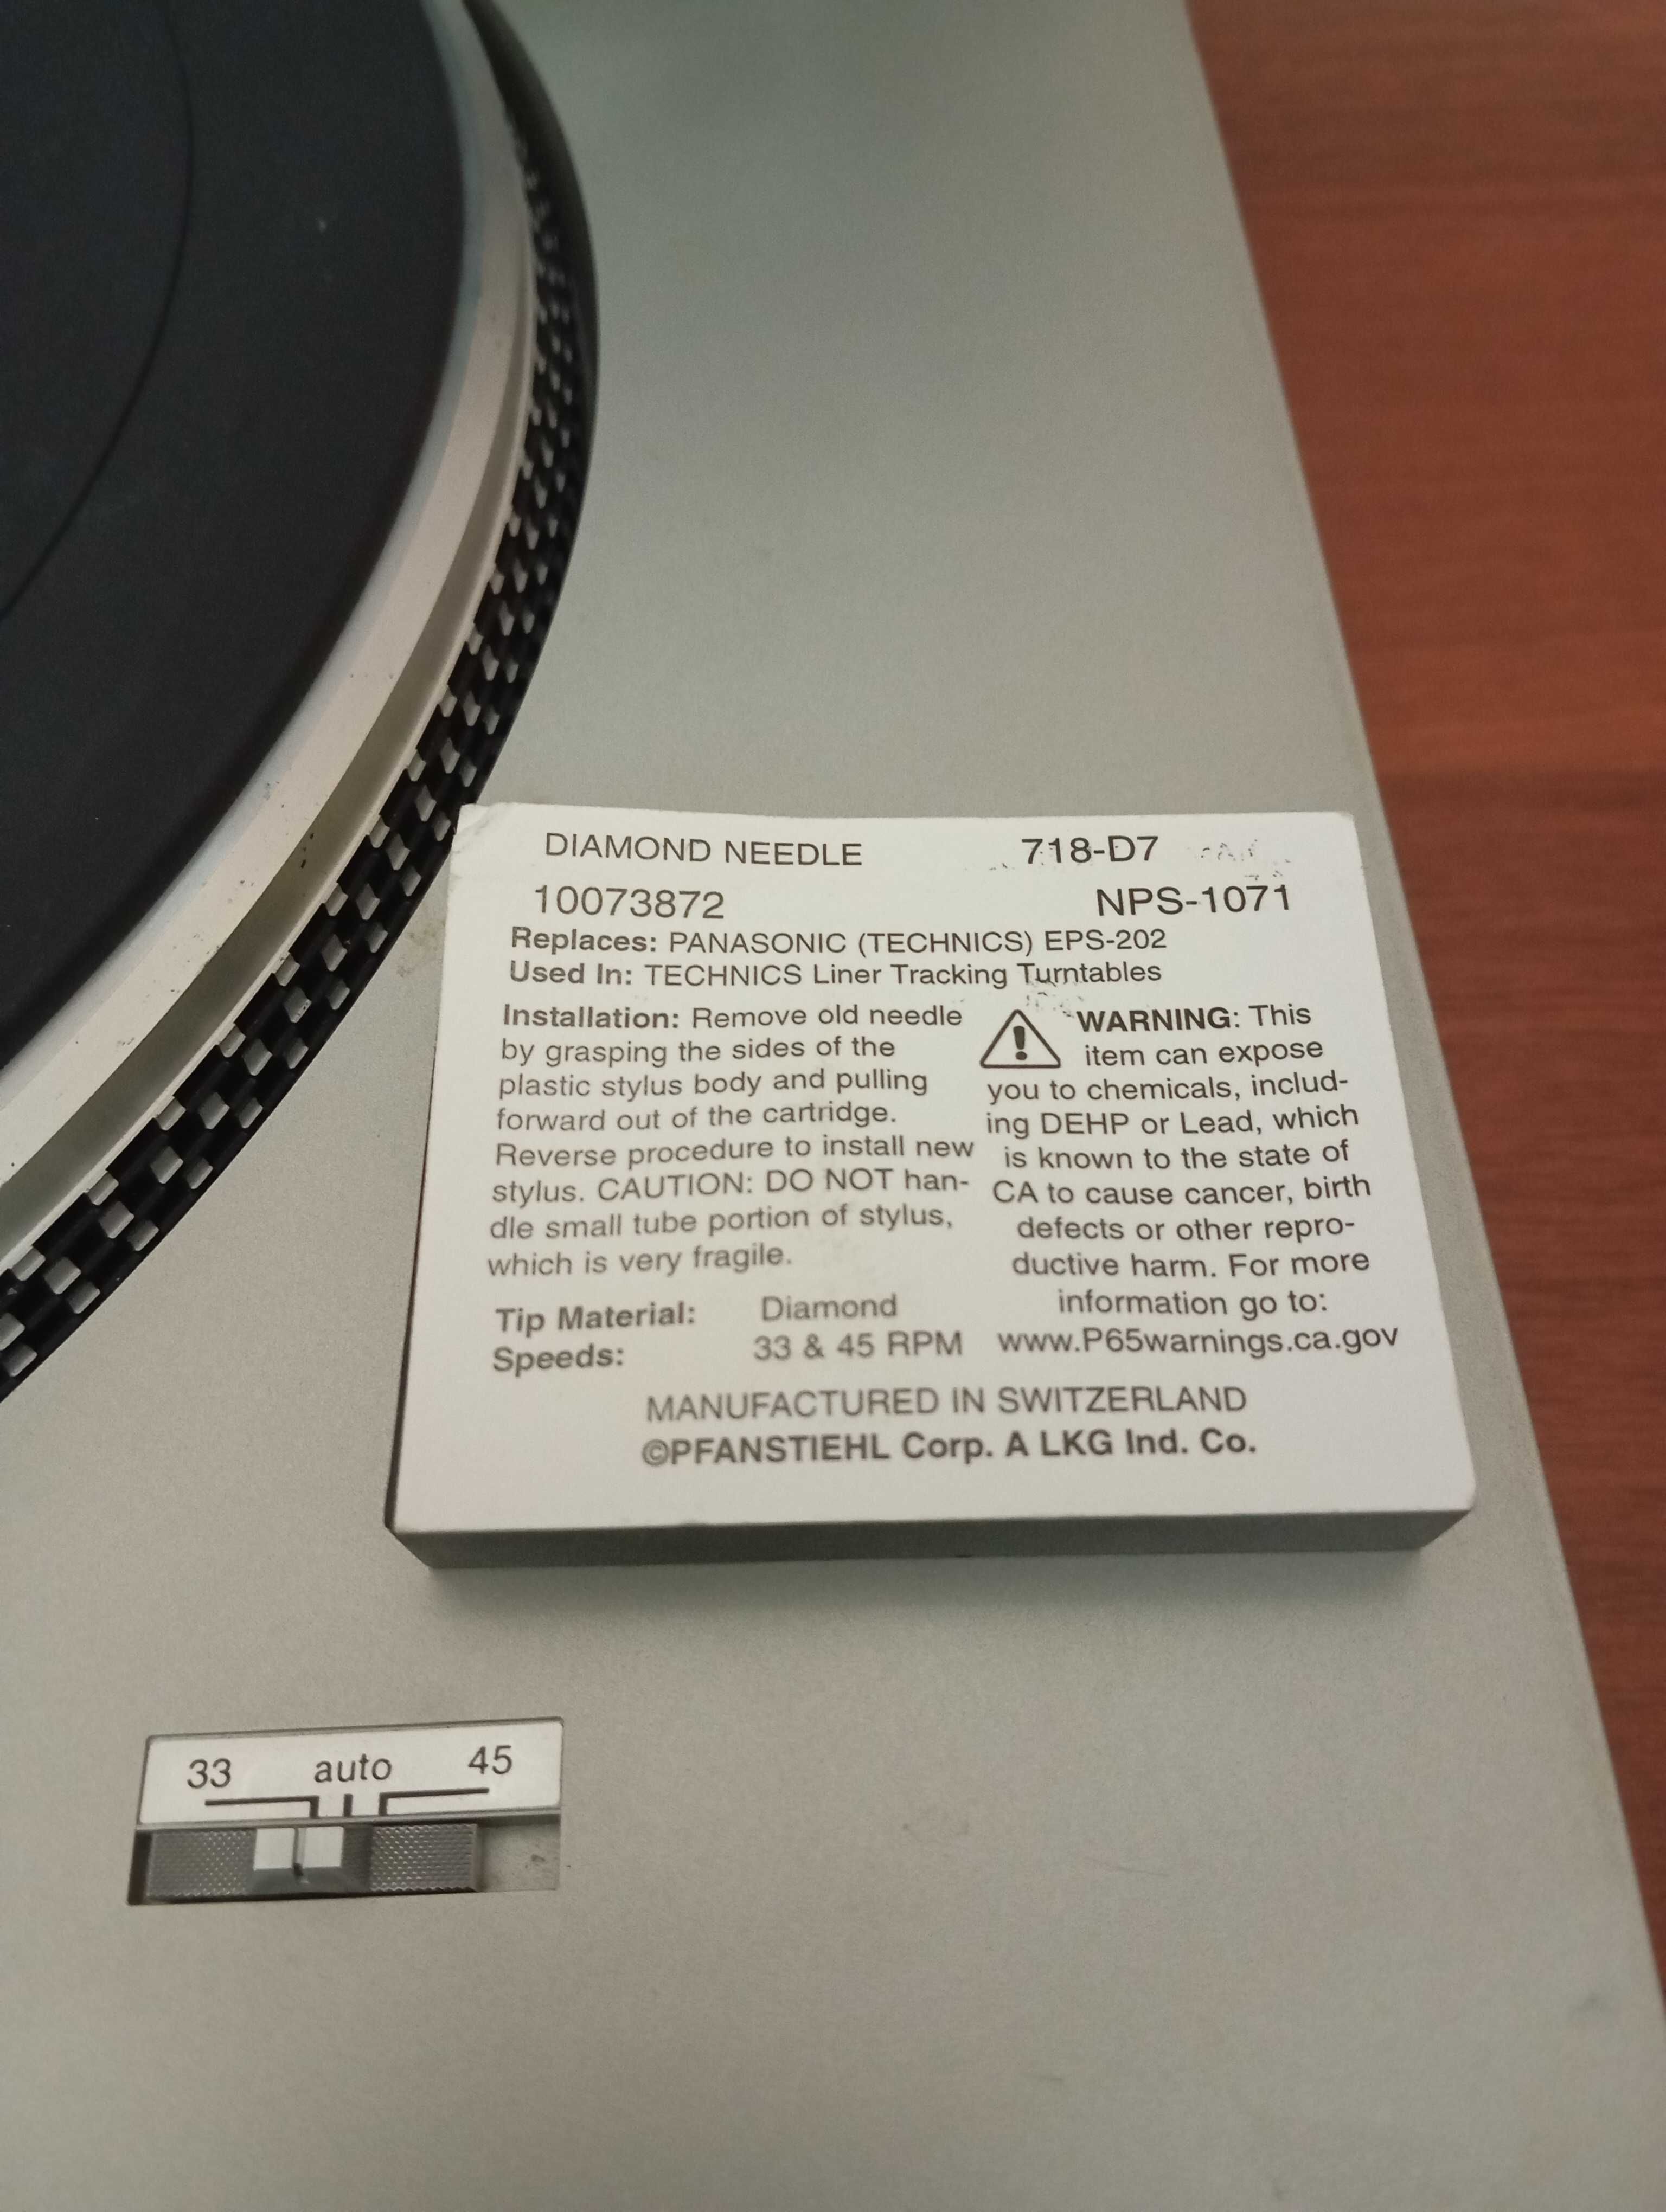 DIAMOND NEEDLE 718-D7
10073872 NPS-1071
Replaces: PANASONIC (TECHNICS) EPS-202
Used In: TECHNICS Liner Tracking Turntables
Installation: Remove old needle
by grasping the sides of the
plastic stylus body and pulling
forward out of the cartridge.
Reverse procedure to install new
stylus. CAUTION: DO NOT han-
dle small tube portion of stylus,
which is very fragile.
WARNING: This
item can expose
you to chemicals, includ-
ing DEHP or Lead, which
is known to the state of
CA to cause cancer, birth
defects or other repro-
ductive harm. For more
information go to:
www.P65warnings.ca.gov
Tip Material: Diamond
Speeds: 33 & 45 RPM
MANUFACTURED IN SWITZERLAND
©PFANSTIEHL Corp. A LKG Ind. Co.
33 auto 45